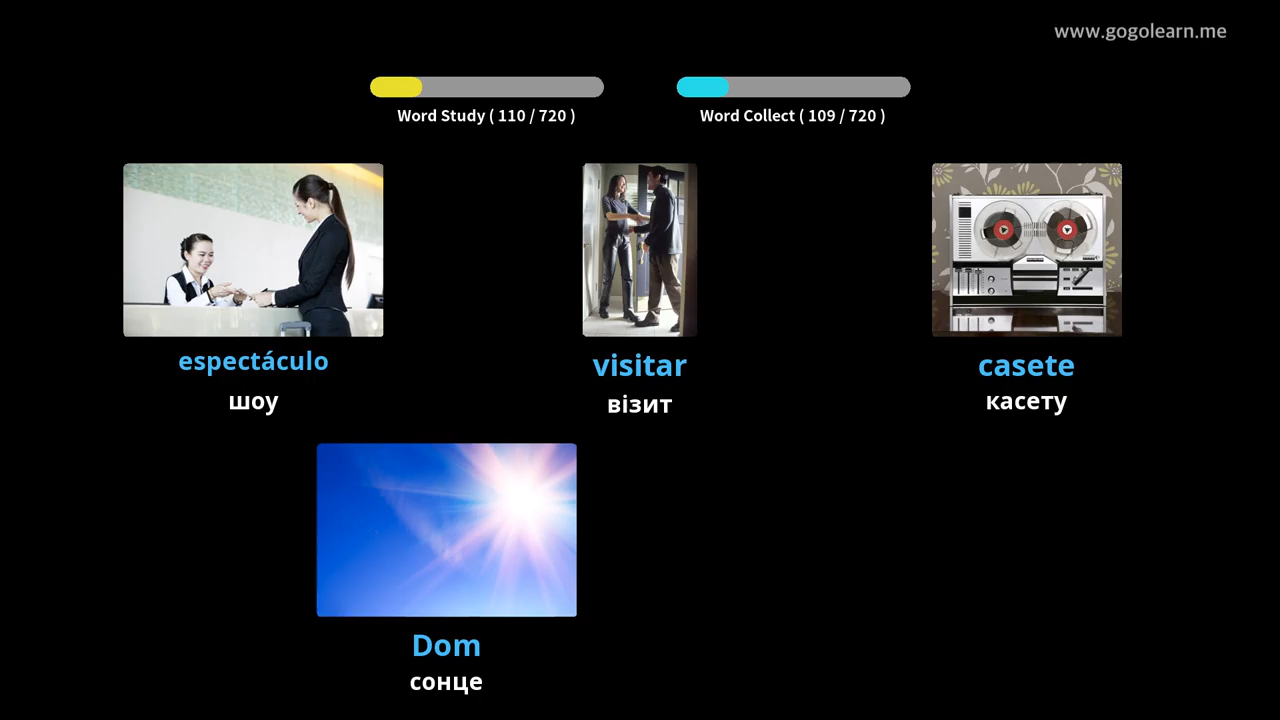 www.gogolearn.me
Word Study ( 110 / 720 )
Word Collect ( 109 / 720 )
espectáculo
шоу
visitar
візит
casete
касету
Dom
сонце